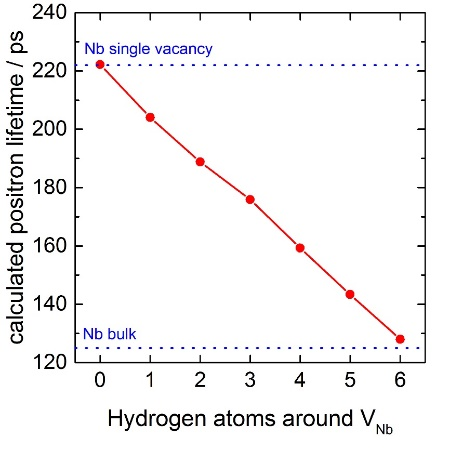 240
220
200
180
160
140
120
calculated positron lifetime / ps
Nb single vacancy
Nb bulk
0 1 2 3 4 5 6
Hydrogen atoms around V_Nb